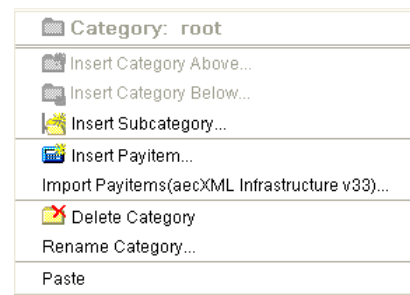 Category: root
Insert Category Above...
Insert Category Below...
Insert Subcategory...
Insert Payitem...
Import Payitems(aecXML Infrastructure v33)...
Delete Category
Rename Category...
Paste